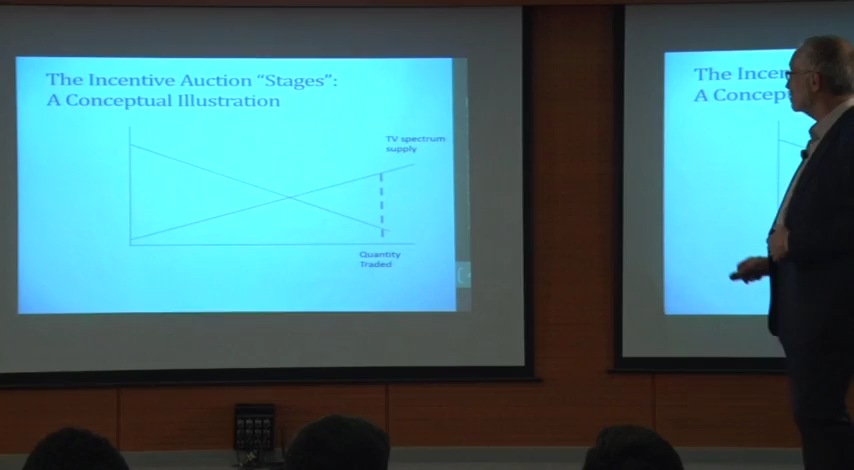 The Incentive Auction “Stages”:
A Conceptual Illustration
TV spectrum
supply
Quantity
Traded
The Incen
A Concep